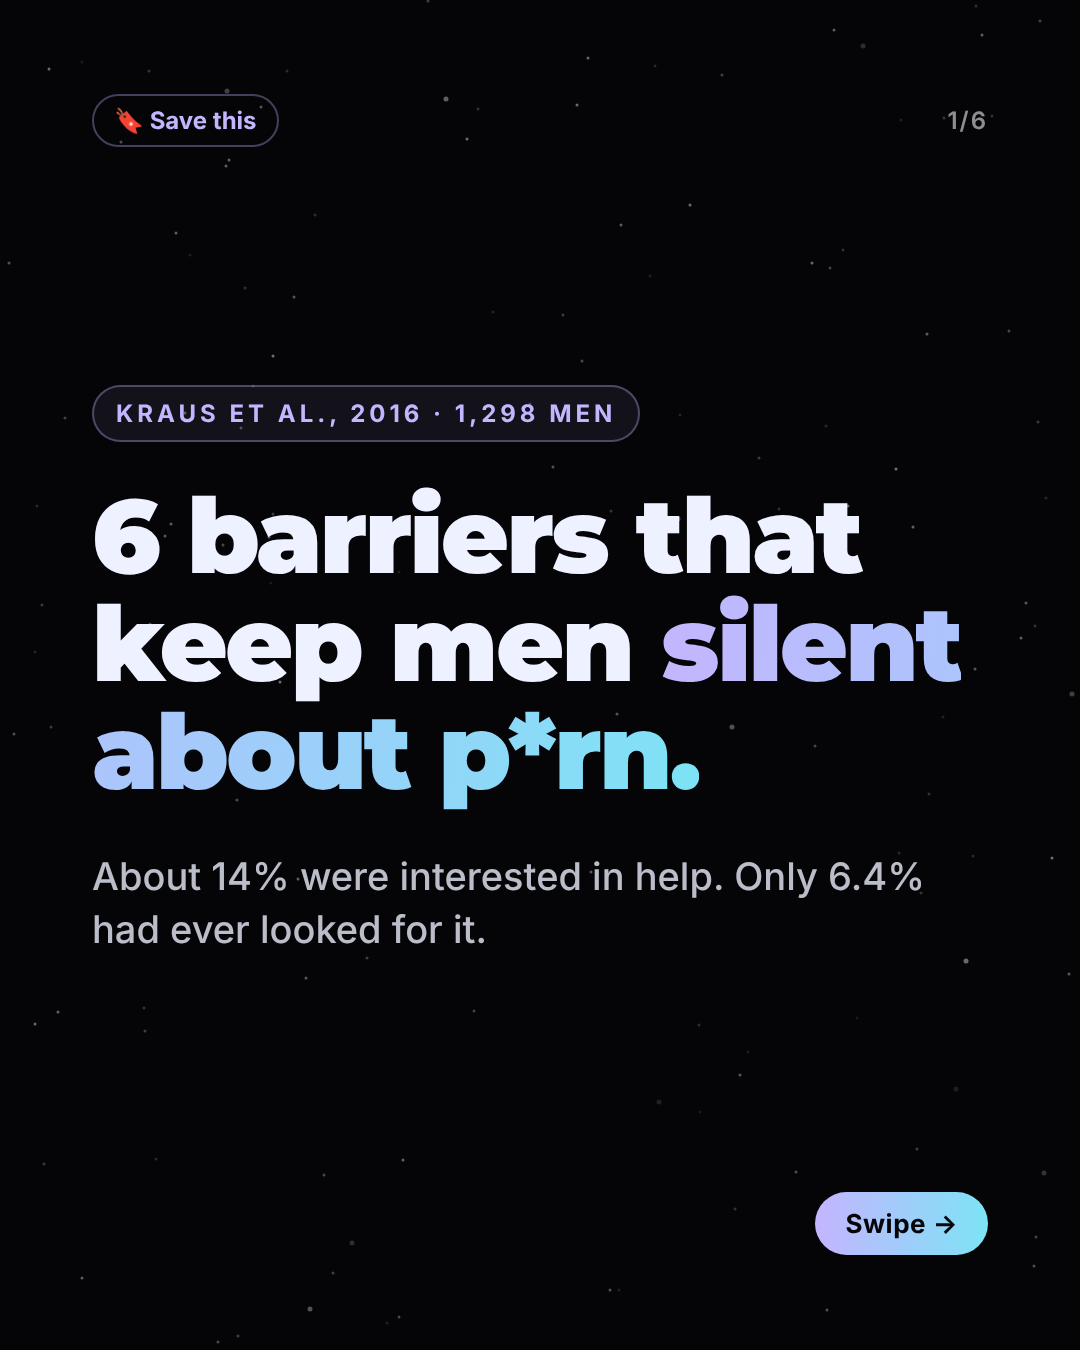 🔖 Save this
1/6
KRAUS ET AL., 2016 · 1,298 MEN
6 barriers that
keep men silent
about p*rn.
About 14% were interested in help. Only 6.4%
had ever looked for it.
Swipe →